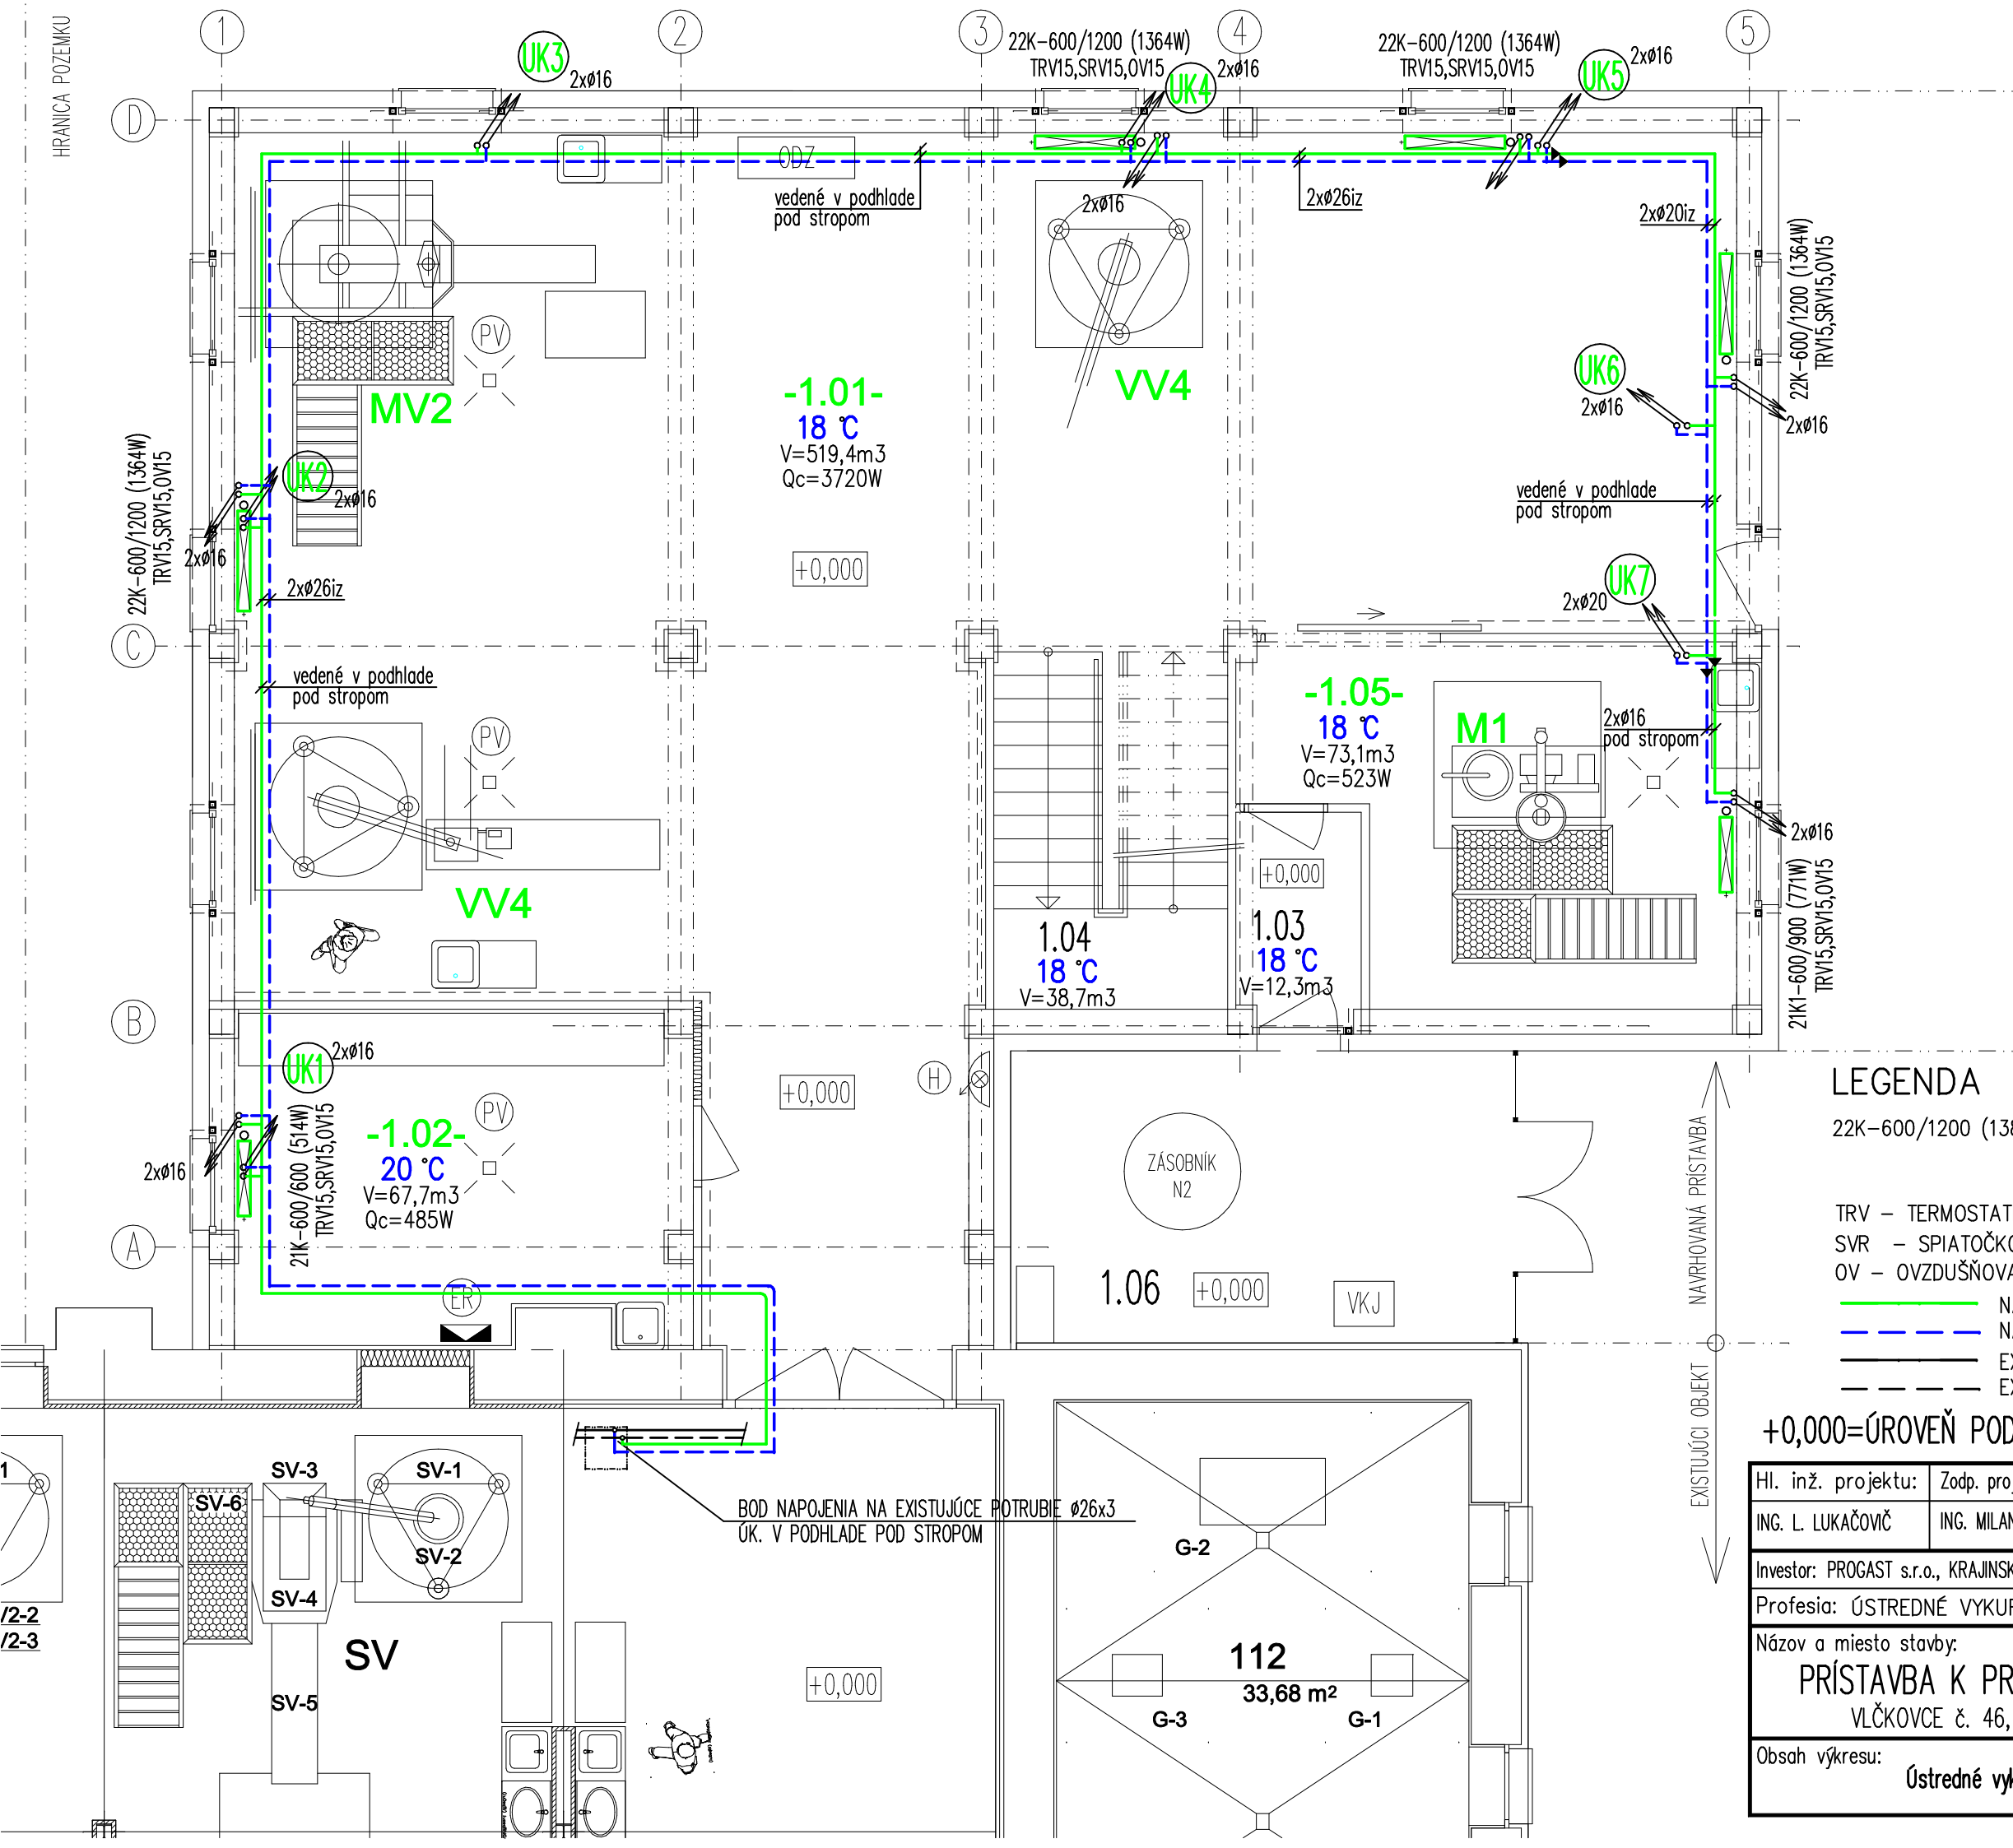 HRANICA POZEMKU
1
2
3
4
5
D
C
B
A
UK3
2xø16
22K-600/1200 (1364W)
TRV15,SRV15,OV15
2xø16
UK4
22K-600/1200 (1364W)
TRV15,SRV15,OV15
UK5
2xø16
ODZ
vedené v podhlade
pod stropom
2xø16
2xø26iz
2xø20iz
22K-600/1200 (1364W)
TRV15,SRV15,OV15
PV
MV2
-1.01-
18 °C
V=519,4m3
Qc=3720W
VV4
UK6
2xø16
2xø16
22K-600/1200 (1364W)
TRV15,SRV15,OV15
UK2
2xø16
2xø16
vedené v podhlade
pod stropom
+0,000
2xø26iz
UK7
2xø20
vedené v podhlade
pod stropom
PV
-1.05-
18 °C
V=73,1m3
Qc=523W
M1
2xø16
pod stropom
2xø16
VV4
+0,000
1.04
18 °C
V=38,7m3
1.03
18 °C
V=12,3m3
21K1-600/900 (771W)
TRV15,SRV15,OV15
UK1
2xø16
21K-600/600 (514W)
TRV15,SRV15,OV15
2xø16
PV
-1.02-
20 °C
V=67,7m3
Qc=485W
+0,000
H
ZÁSOBNÍK
N2
1.06
+0,000
VKJ
ER
NAVRHOVANÁ PRÍSTAVBA
EXISTUJÚCI OBJEKT
LEGENDA
22K-600/1200 (13
TRV - TERMOSTAT
SVR - SPIATOČK
OV - OVZDUŠŇOV
N
N
E
E
+0,000=ÚROVEŇ POD
Hl. inž. projektu:
Zodp. pro
ING. L. LUKAČOVIČ
ING. MILAN
Investor: PROGAST s.r.o., KRAJINSK
Profesia: ÚSTREDNÉ VYKUR
Názov a miesto stavby:
PRÍSTAVBA K PR
VLČKOVCE č. 46,
Obsah výkresu:
Ústredné vyk
BOD NAPOJENIA NA EXISTUJÚCE POTRUBIE ø26x3
ÚK. V PODHLADE POD STROPOM
1
SV-3
SV-1
SV-6
SV-2
SV-4
/2-2
/2-3
SV
SV-5
+0,000
G-2
112
33,68 m²
G-3
G-1